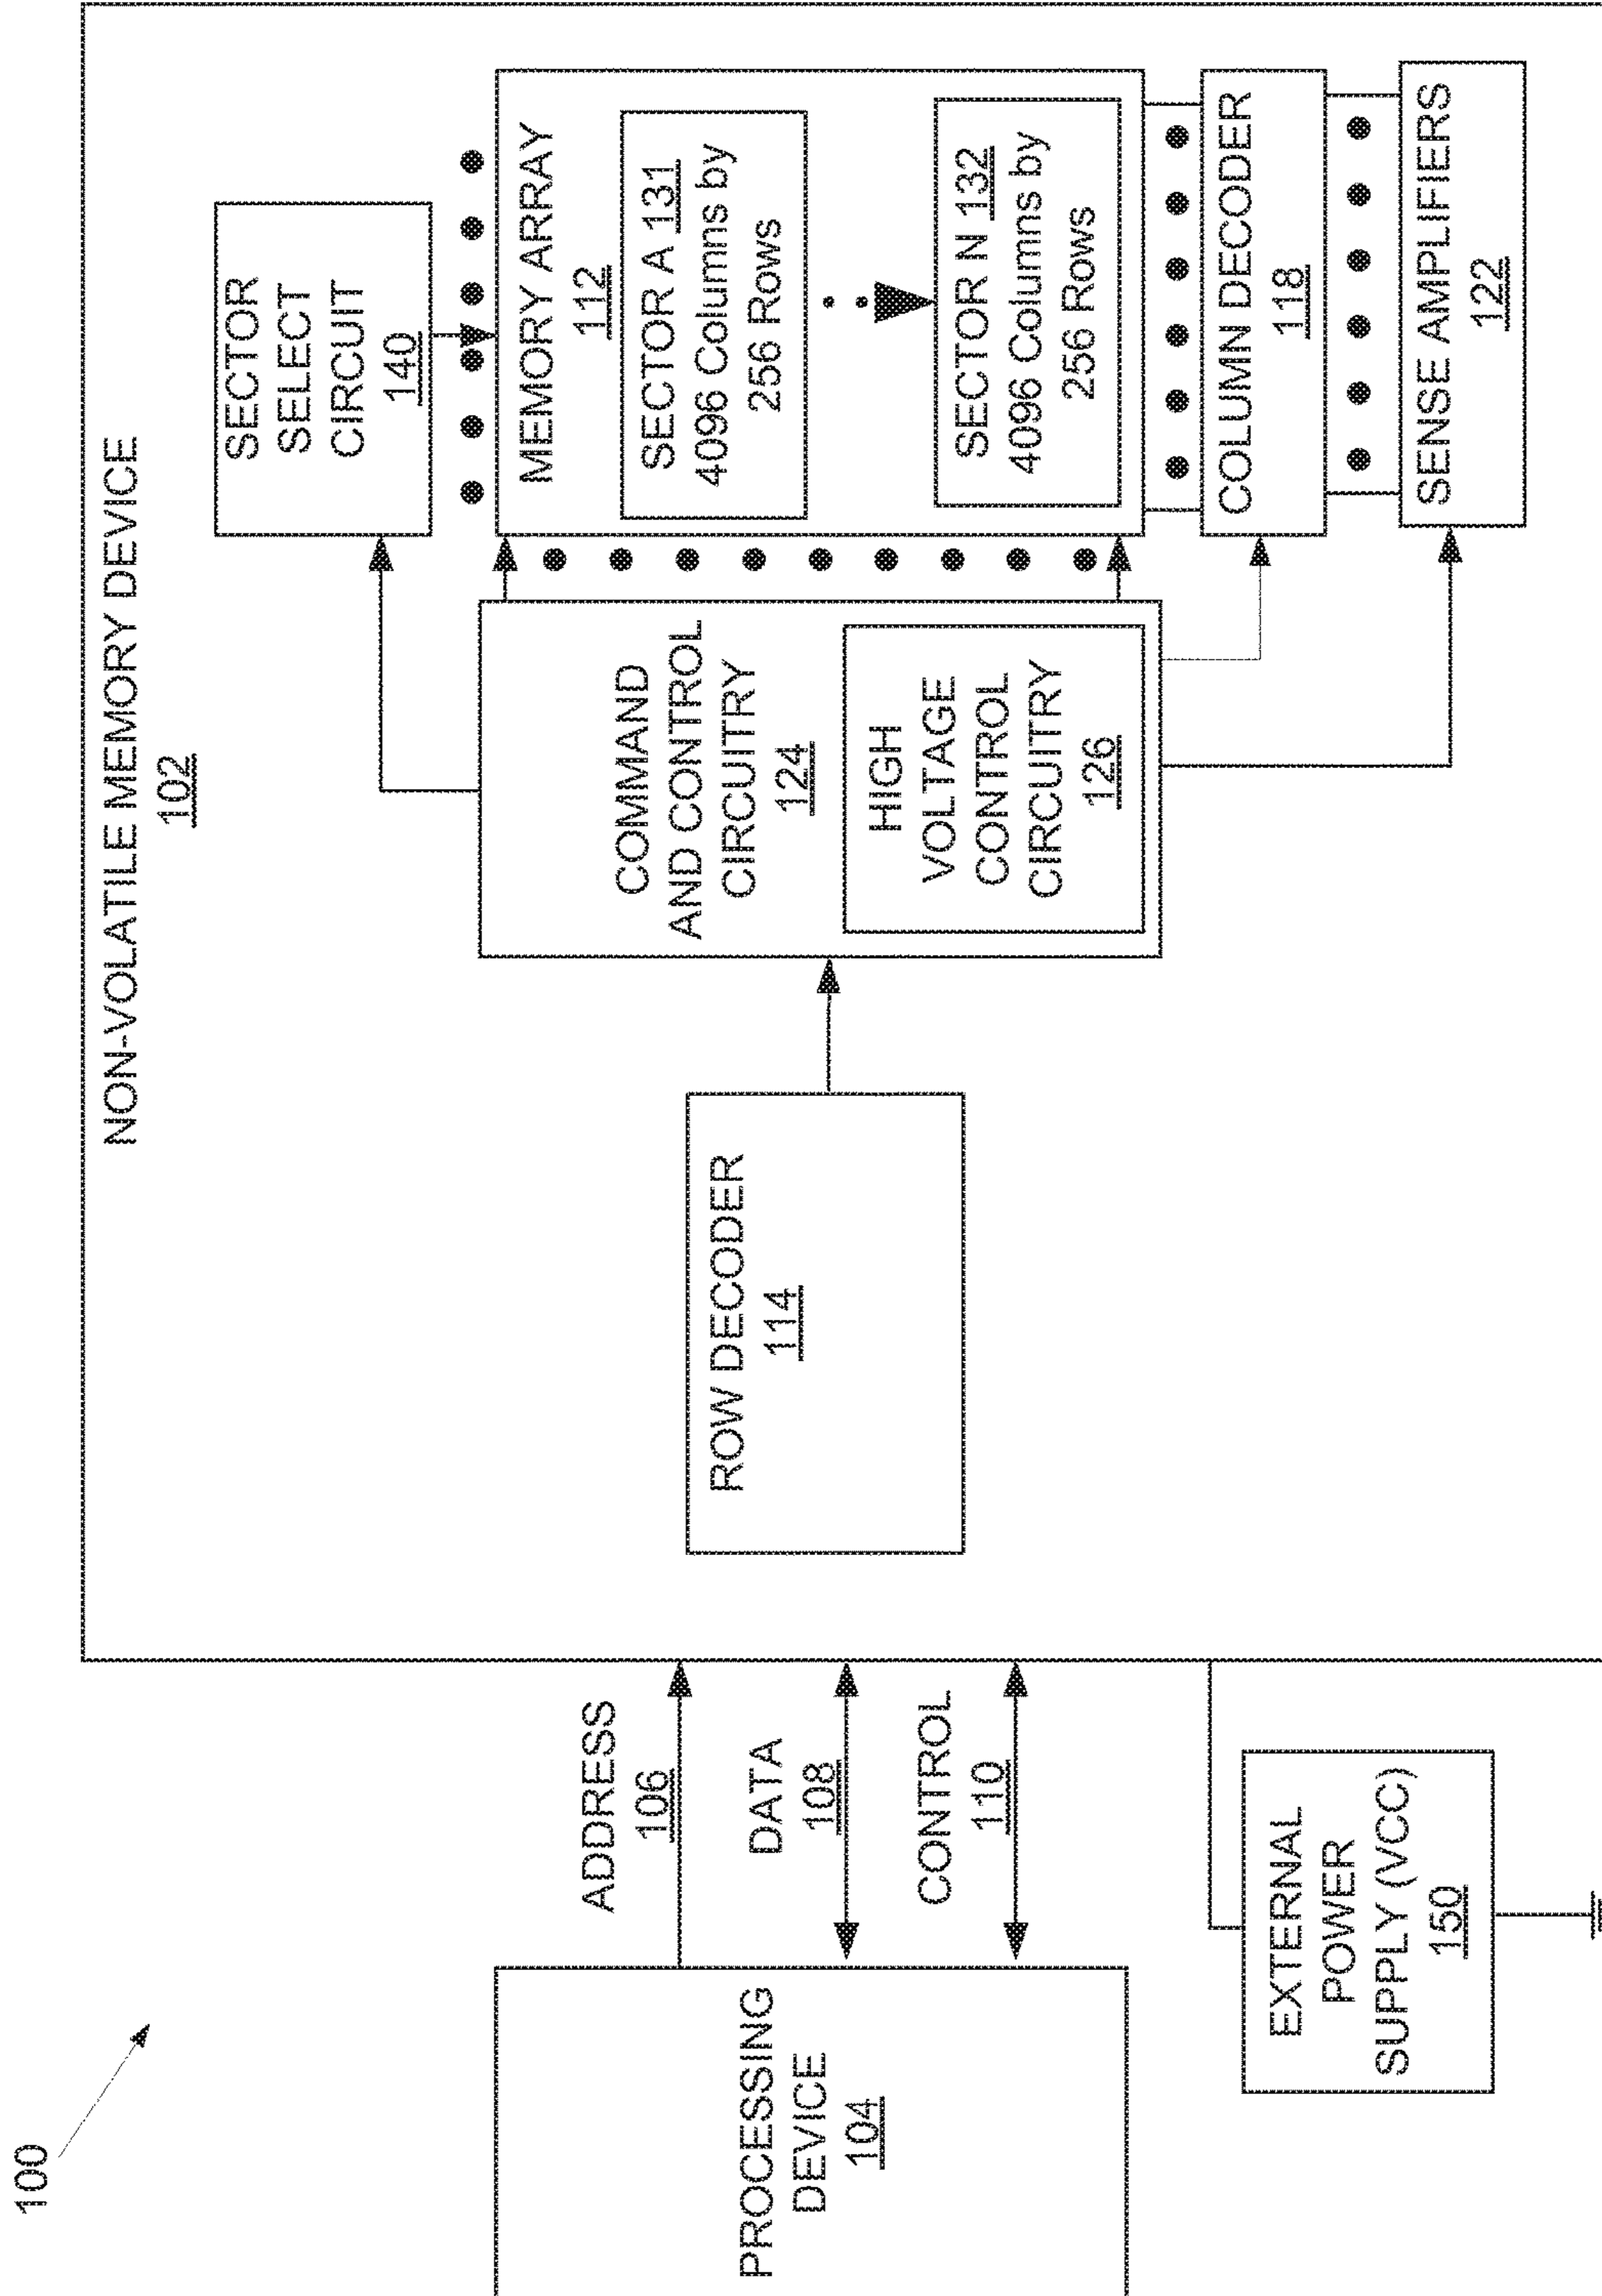 100
PROCESSING
DEVICE
104
ADDRESS
106
DATA
108
CONTROL
110
EXTERNAL
POWER
SUPPLY (VCC)
150
NON-VOLATILE MEMORY DEVICE
102
ROW DECODER
114
COMMAND
AND CONTROL
CIRCUITRY
124
HIGH
VOLTAGE
CONTROL
CIRCUITRY
126
SECTOR
SELECT
CIRCUIT
140
MEMORY ARRAY
112
SECTOR A 131
4096 Columns by
256 Rows
SECTOR N 132
4096 Columns by
256 Rows
COLUMN DECODER
118
SENSE AMPLIFIERS
122